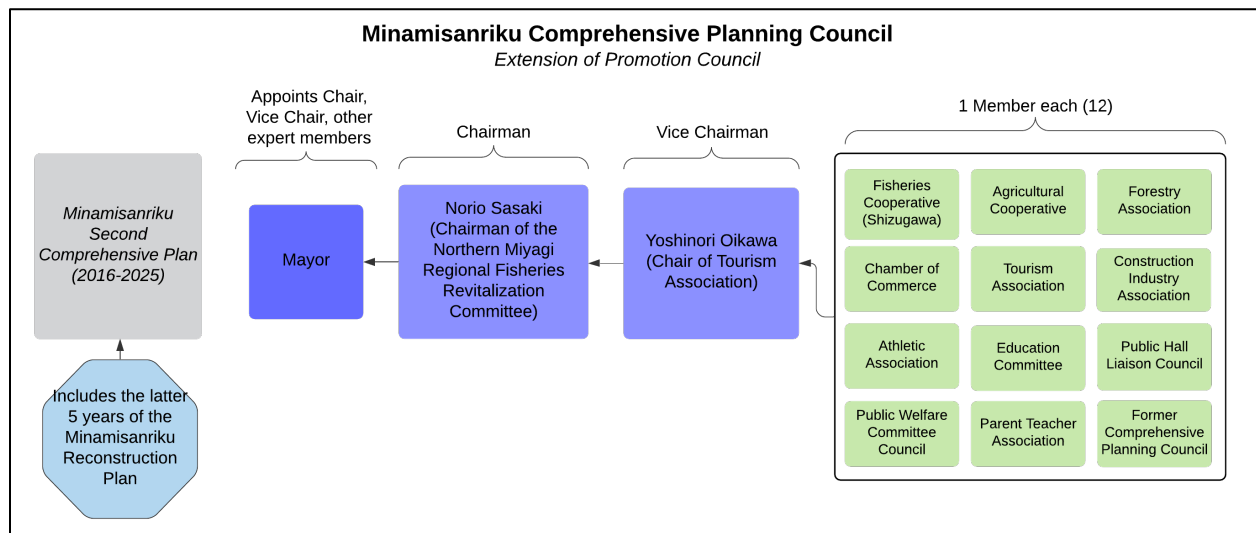 Minamisanriku Comprehensive Planning Council
Extension of Promotion Council
Appoints Chair,
Vice Chair, other
expert members
Chairman
Vice Chairman
1 Member each (12)
Minamisanriku
Second
Comprehensive Plan
(2016-2025)
Includes the latter
5 years of the
Minamisanriku
Reconstruction
Plan
Mayor
Norio Sasaki
(Chairman of the
Northern Miyagi
Regional Fisheries
Revitalization
Committee)
Yoshinori Oikawa
(Chair of Tourism
Association)
Fisheries
Cooperative
(Shizugawa)
Agricultural
Cooperative
Forestry
Association
Chamber of
Commerce
Tourism
Association
Construction
Industry
Association
Athletic
Association
Education
Committee
Public Hall
Liaison Council
Public Welfare
Committee
Council
Parent Teacher
Association
Former
Comprehensive
Planning Council